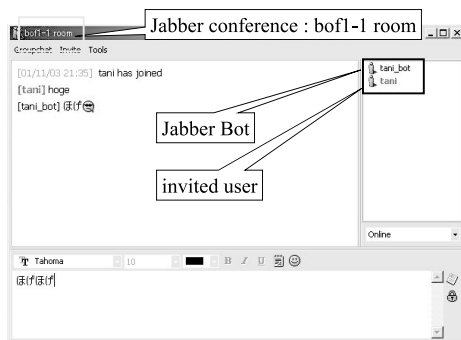 Jabber conference : bof1-1 room
bof1-1 room
Groupchat Invite Tools
[01/11/03 21:35] tani has joined
[tani] hoge
[tani_bot] ほげ
tani_bot
tani
Jabber Bot
invited user
Online
Tahoma 10 B I U
ほげほげ